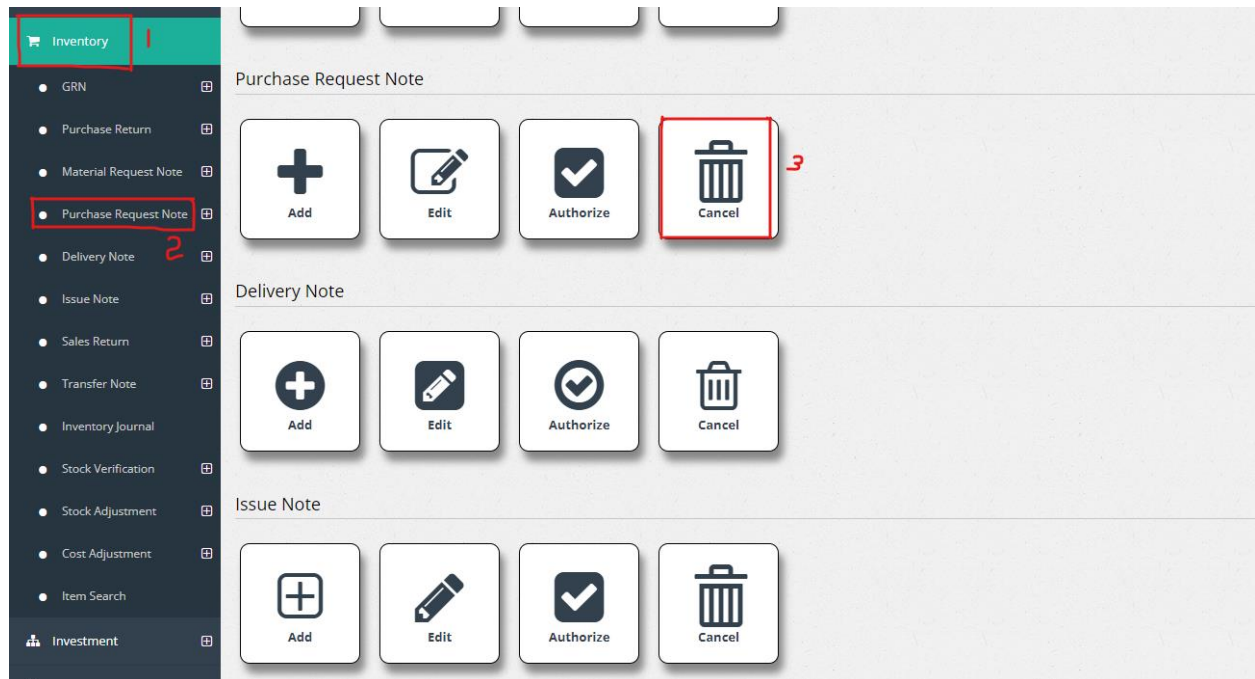 Inventory 1
GRN
Purchase Return
Material Request Note
Purchase Request Note
2
Delivery Note
Issue Note
Sales Return
Transfer Note
Inventory Journal
Stock Verification
Stock Adjustment
Cost Adjustment
Item Search
Investment
Purchase Request Note
Add Edit Authorize Cancel 3
Delivery Note
Add Edit Authorize Cancel
Issue Note
Add Edit Authorize Cancel